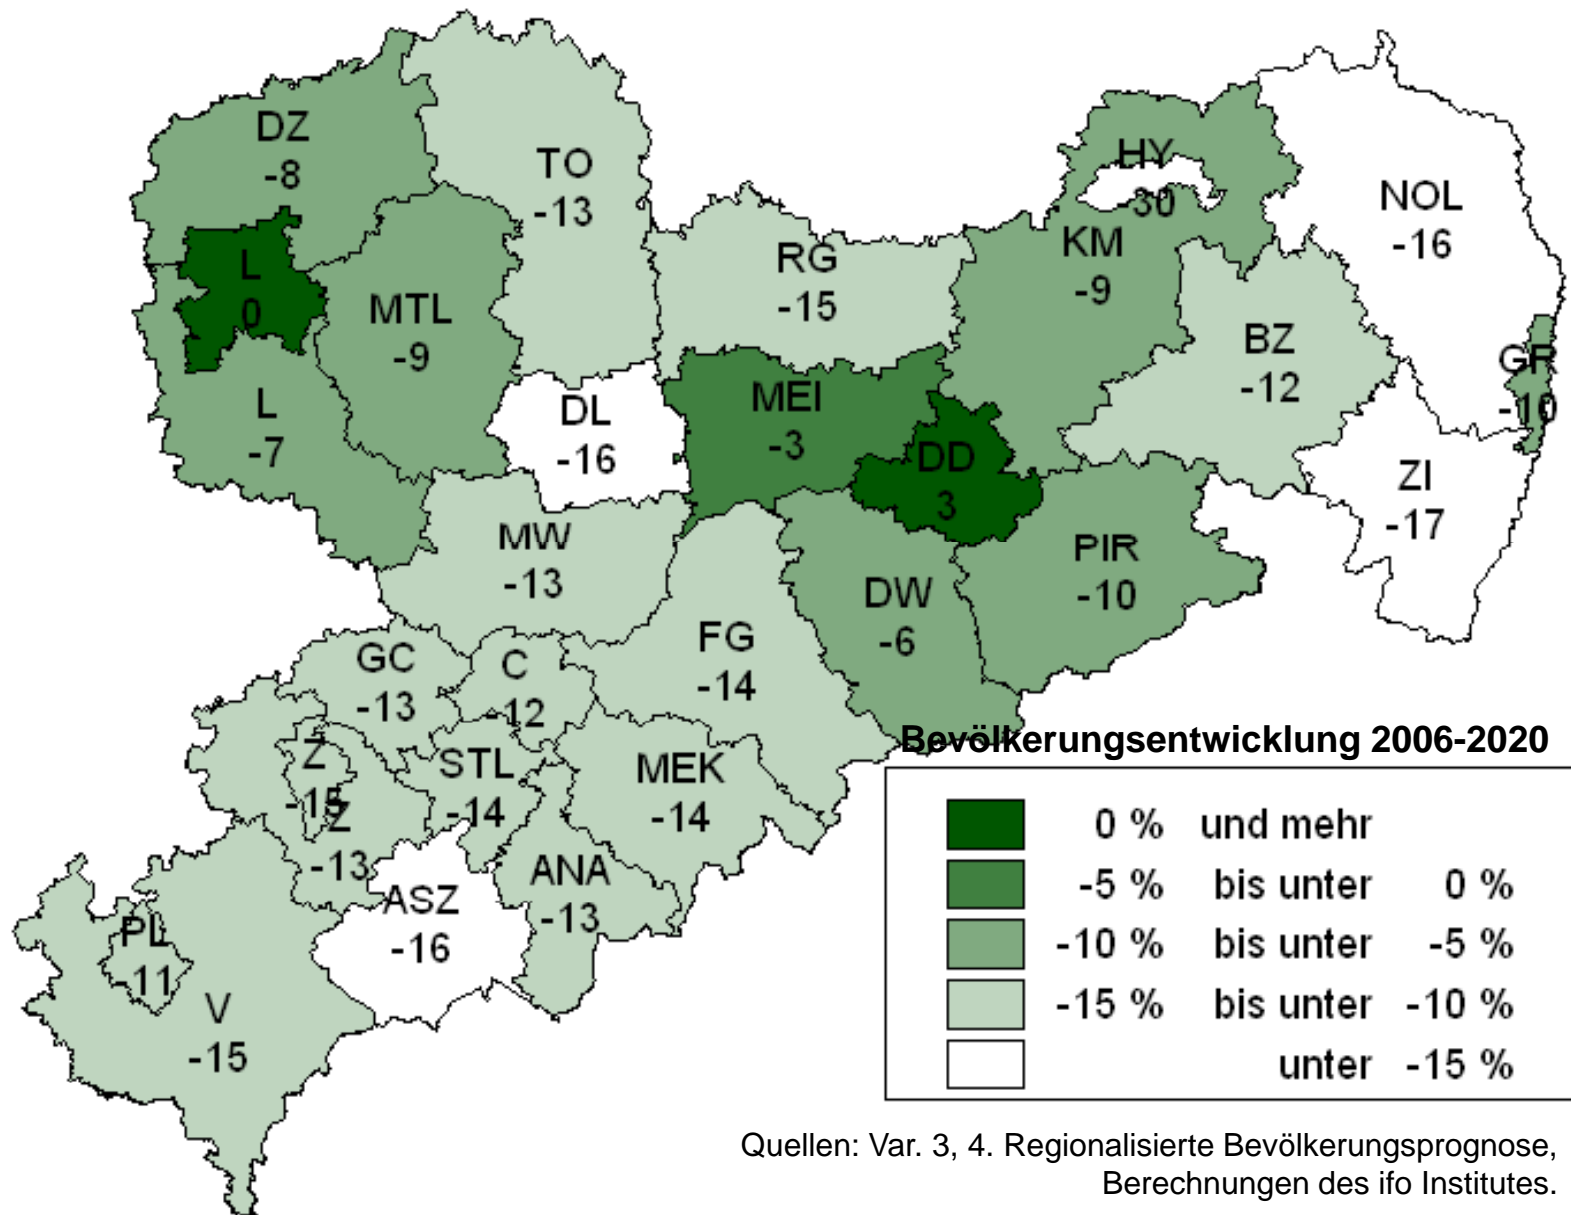 DZ
-8
TO
-13
HY
-30
NOL
-16
L
0
MTL
-9
RG
-15
KM
-9
BZ
-12
GR
-10
L
-7
DL
-16
MEI
-3
DD
3
ZI
-17
MW
-13
PIR
-10
DW
-6
FG
-14
GC
-13
C
-12
Z
-15
STL
-14
MEK
-14
Z
-13
ANA
-13
ASZ
-16
PL
-11
V
-15
Bevölkerungsentwicklung 2006-2020
0 % und mehr
-5 % bis unter 0 %
-10 % bis unter -5 %
-15 % bis unter -10 %
unter -15 %
Quellen: Var. 3, 4. Regionalisierte Bevölkerungsprognose,
Berechnungen des ifo Institutes.